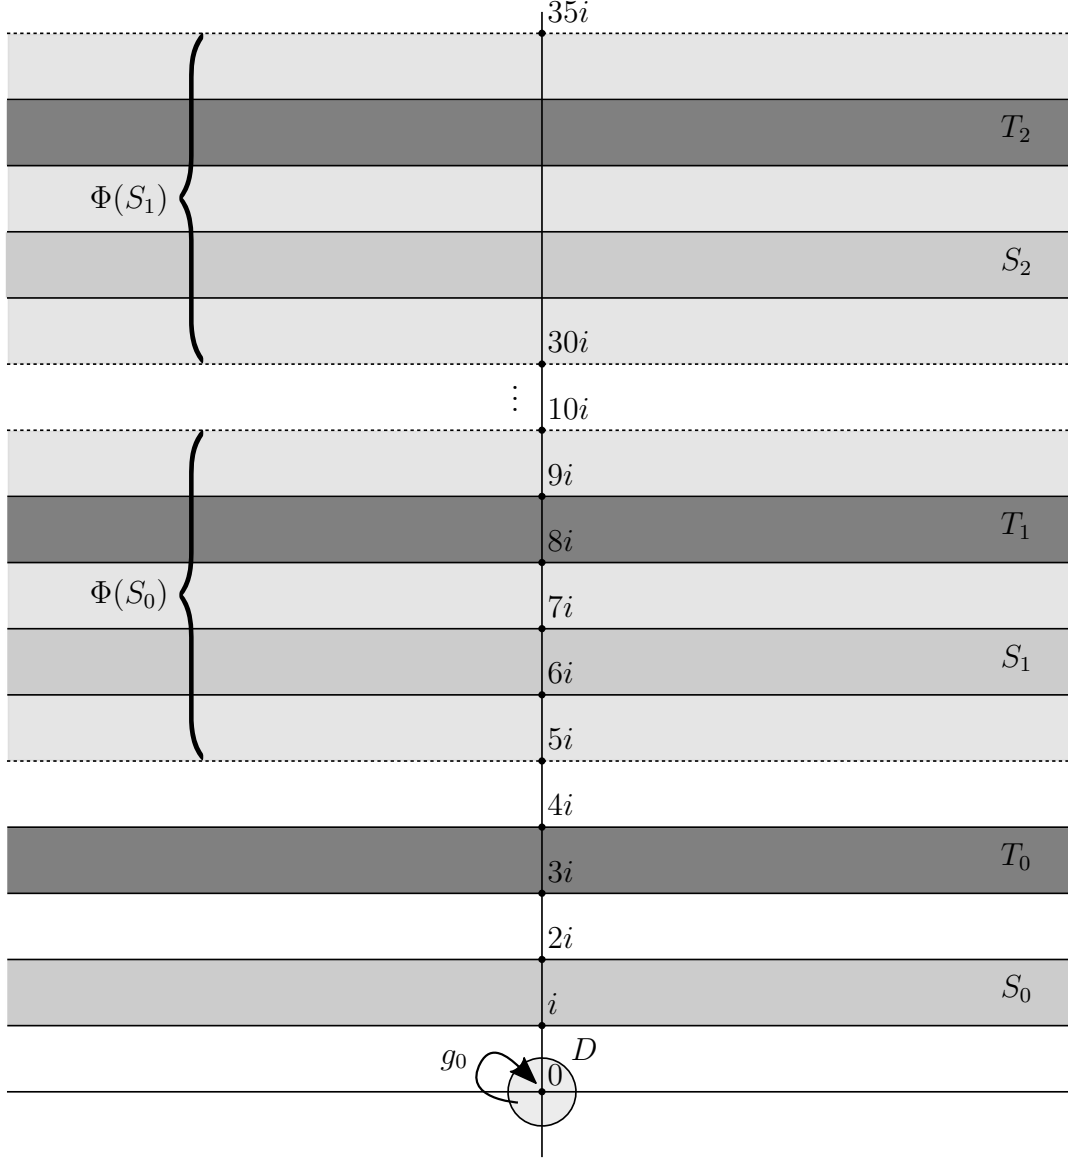 35i
T₂
Φ(S₁)
S₂
30i
⋮
10i
9i
T₁
8i
Φ(S₀)
7i
S₁
6i
5i
4i
T₀
3i
2i
S₀
i
g₀
D
0